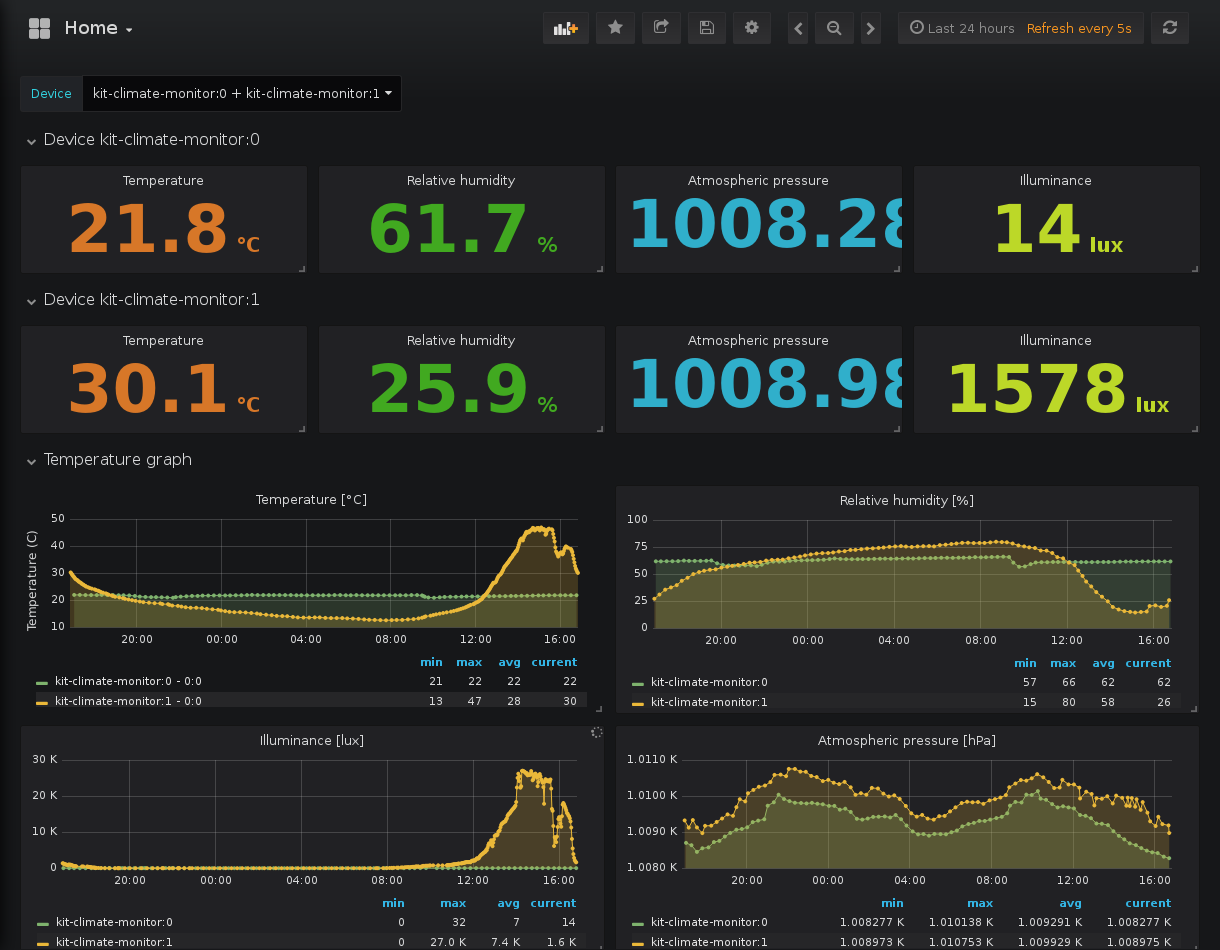 Home
Last 24 hours Refresh every 5s
Device kit-climate-monitor:0 + kit-climate-monitor:1
Device kit-climate-monitor:0
Temperature Relative humidity Atmospheric pressure Illuminance
21.8 °C 61.7 % 1008.28 14 lux
Device kit-climate-monitor:1
Temperature Relative humidity Atmospheric pressure Illuminance
30.1 °C 25.9 % 1008.98 1578 lux
Temperature graph
Temperature [°C]
Temperature (C)
50
40
30
20
10
20:00 00:00 04:00 08:00 12:00 16:00
min max avg current
kit-climate-monitor:0 - 0:0 21 22 22 22
kit-climate-monitor:1 - 0:0 13 47 28 30
Relative humidity [%]
100
75
50
25
0
20:00 00:00 04:00 08:00 12:00 16:00
min max avg current
kit-climate-monitor:0 57 66 62 62
kit-climate-monitor:1 15 80 58 26
Illuminance [lux]
30 K
20 K
10 K
0
20:00 00:00 04:00 08:00 12:00 16:00
min max avg current
kit-climate-monitor:0 0 32 7 14
kit-climate-monitor:1 0 27.0 K 7.4 K 1.6 K
Atmospheric pressure [hPa]
1.0110 K
1.0100 K
1.0090 K
1.0080 K
20:00 00:00 04:00 08:00 12:00 16:00
min max avg current
kit-climate-monitor:0 1.008277 K 1.010138 K 1.009291 K 1.008277 K
kit-climate-monitor:1 1.008973 K 1.010753 K 1.009929 K 1.008975 K